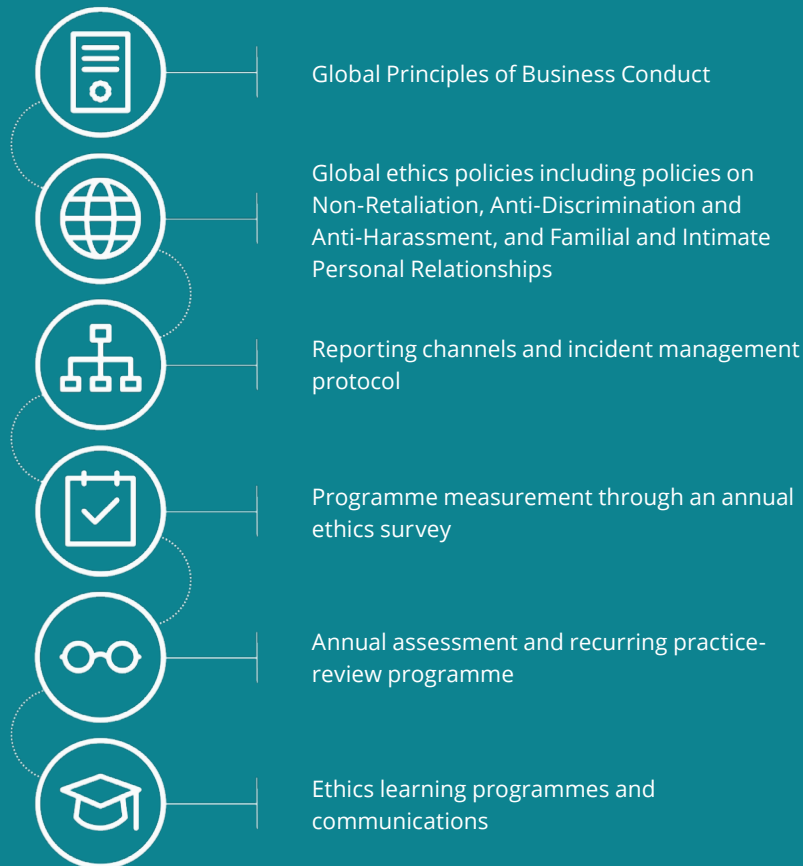 Global Principles of Business Conduct
Global ethics policies including policies on
Non-Retaliation, Anti-Discrimination and
Anti-Harassment, and Familial and Intimate
Personal Relationships
Reporting channels and incident management
protocol
Programme measurement through an annual
ethics survey
Annual assessment and recurring practice-
review programme
Ethics learning programmes and
communications